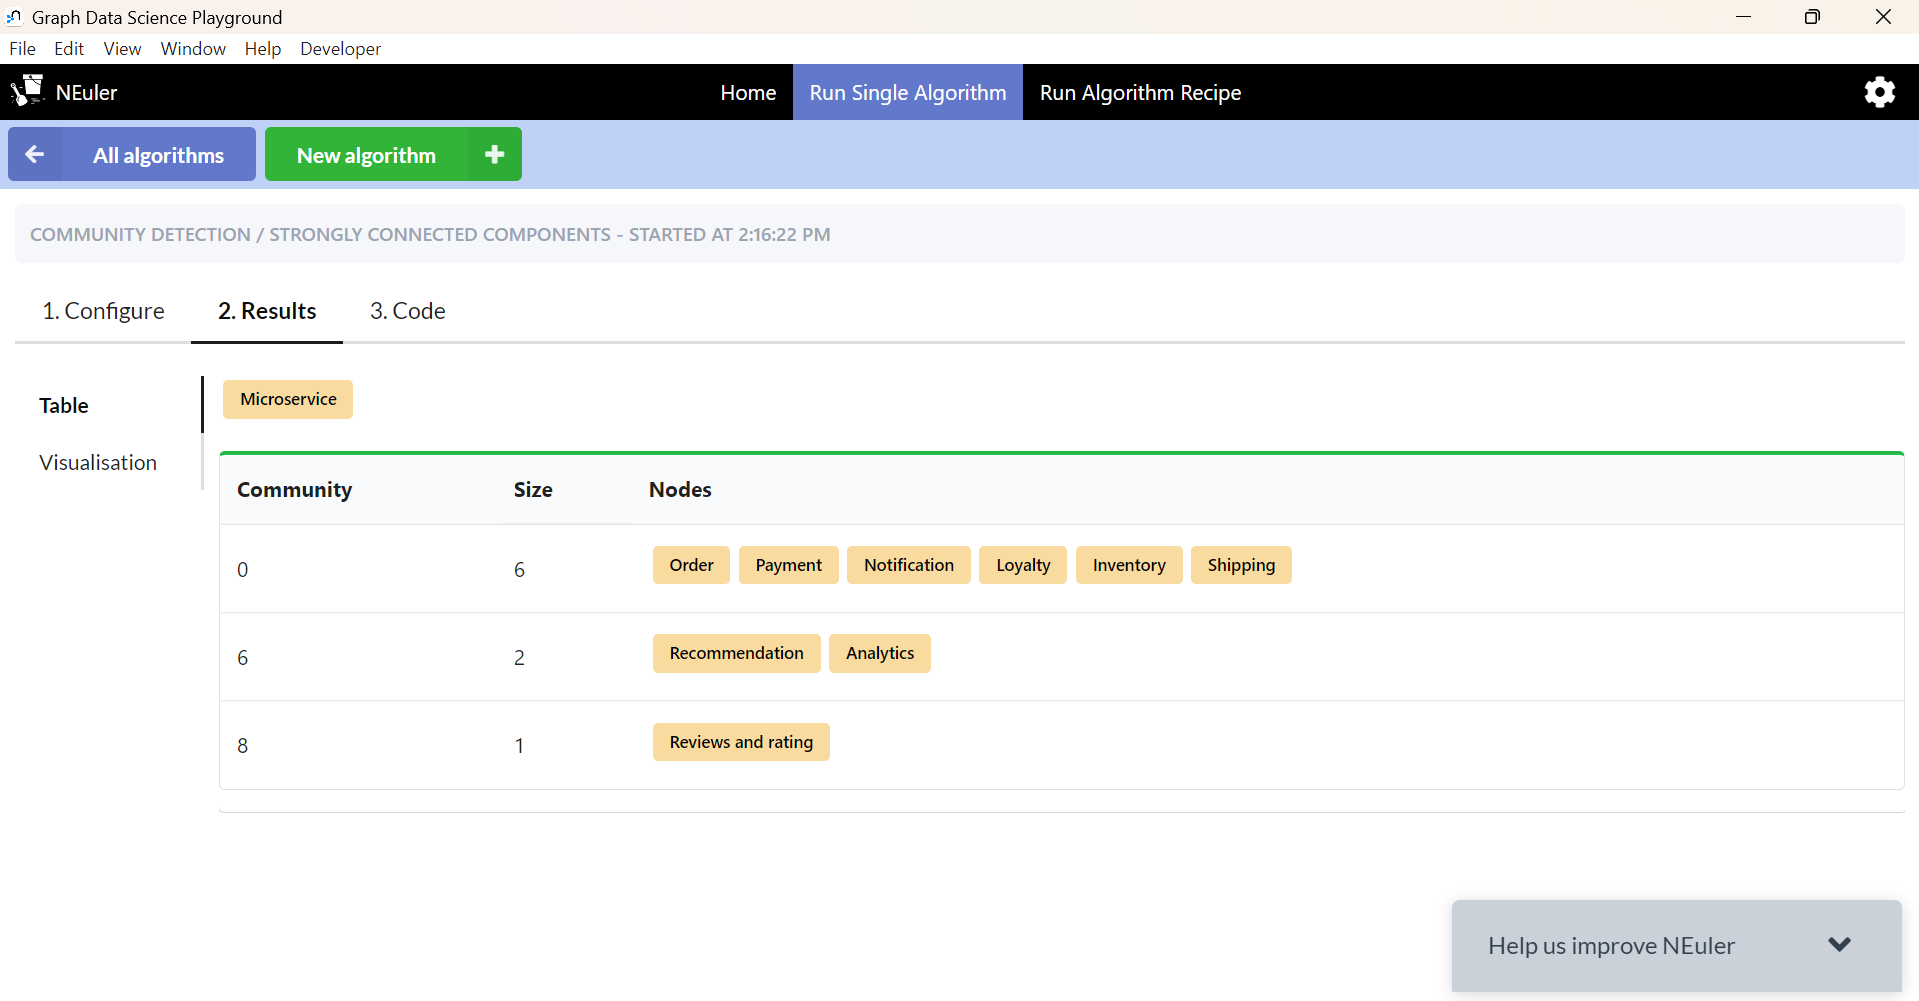 Graph Data Science Playground
File Edit View Window Help Developer
NEuler Home Run Single Algorithm Run Algorithm Recipe
All algorithms New algorithm
COMMUNITY DETECTION / STRONGLY CONNECTED COMPONENTS - STARTED AT 2:16:22 PM
1. Configure 2. Results 3. Code
Table
Visualisation
Microservice
Community Size Nodes
0 6 Order Payment Notification Loyalty Inventory Shipping
6 2 Recommendation Analytics
8 1 Reviews and rating
Help us improve NEuler